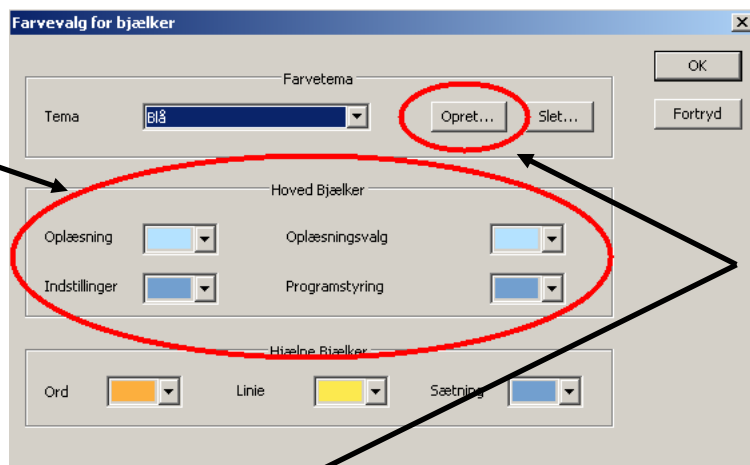 Farvevalg for bjælker
Farvetema
OK
Tema Blå Opret... Slet... Fortryd
Hoved Bjælker
Oplæsning Oplæsningsvalg
Indstillinger Programstyring
Hjælpe Bjælker
Ord Linie Sætning